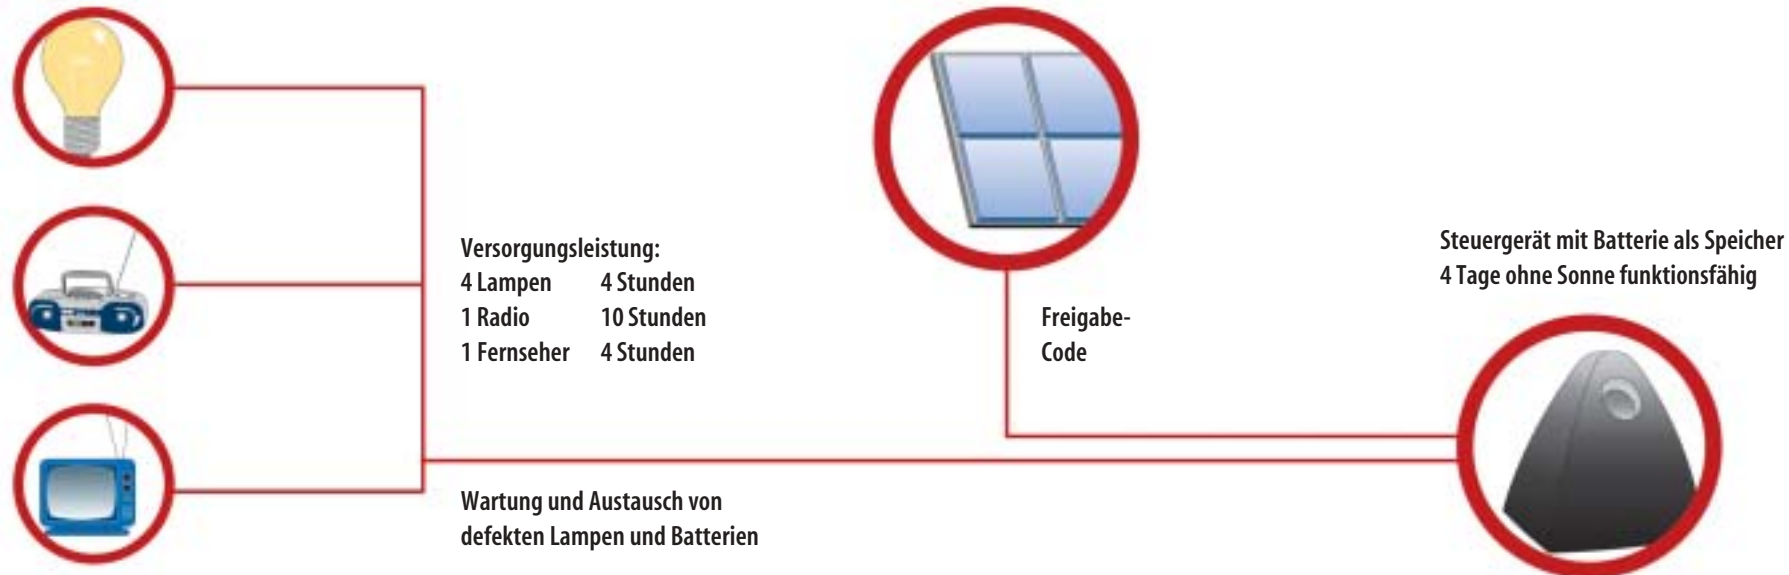 Versorgungsleistung:
4 Lampen 4 Stunden
1 Radio 10 Stunden
1 Fernseher 4 Stunden
Wartung und Austausch von
defekten Lampen und Batterien
Freigabe-
Code
Steuergerät mit Batterie als Speicher
4 Tage ohne Sonne funktionsfähig